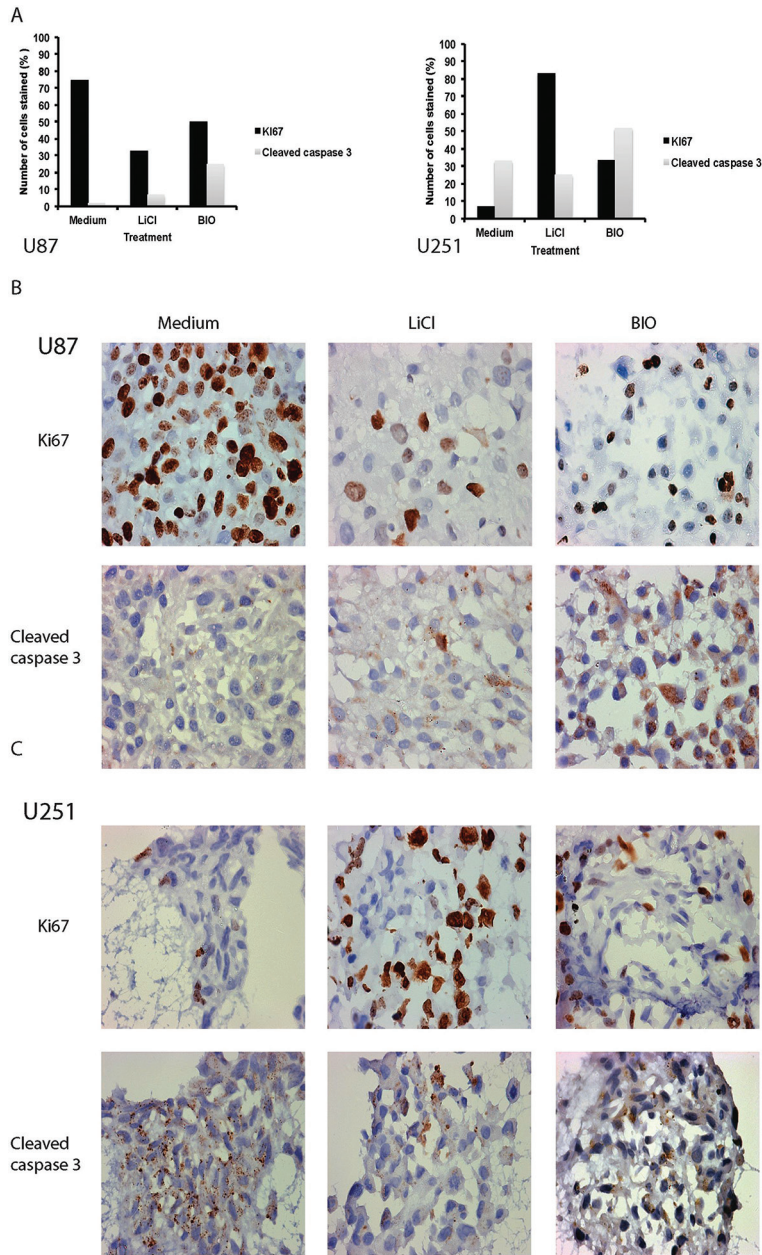 A
Number of cells stained (% )
100
90
80
70
60
50
40
30
20
10
0
Medium
LiCl
BIO
Treatment
KI67
Cleaved caspase 3
U87
Number of cells stained (%)
100
90
80
70
60
50
40
30
20
10
0
Medium
LiCl
BIO
Treatment
KI67
Cleaved caspase 3
U251
B
Medium
LiCl
BIO
U87
Ki67
Cleaved
caspase 3
C
U251
Ki67
Cleaved
caspase 3